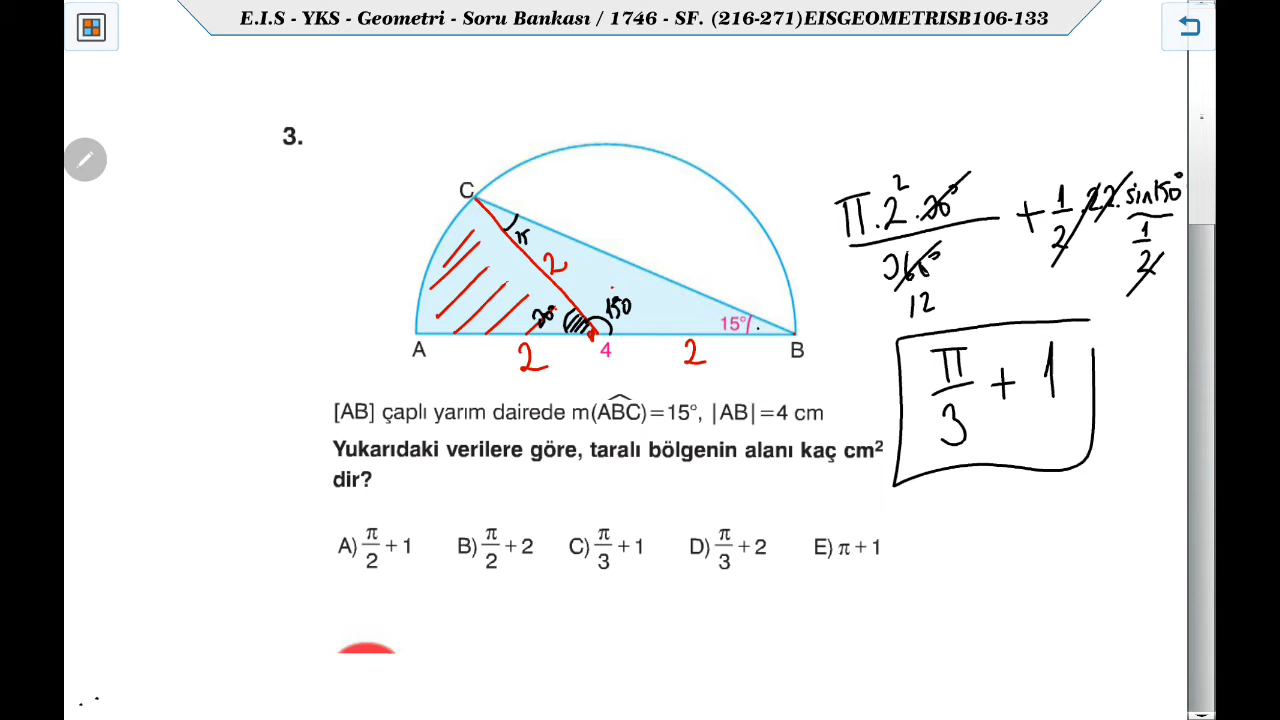 E.I.S - YKS - Geometri - Soru Bankası / 1746 - SF. (216-271)EISGEOMETRISB106-133
3.
C
15
2
30°
150
15°
A
2
4
2
B
π.2².30°/360° + 1/2.2.2.sin150°
12
1/2
π/3 + 1
[AB] çaplı yarım dairede m(ABC)=15°, |AB|=4 cm
Yukarıdaki verilere göre, taralı bölgenin alanı kaç cm²
dir?
A) π/2 + 1 B) π/2 + 2 C) π/3 + 1 D) π/3 + 2 E) π + 1